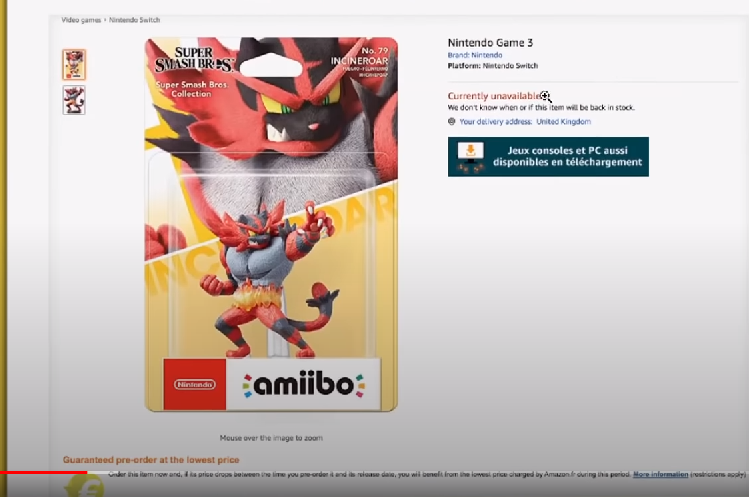 Video games › Nintendo Switch
SUPER
SMASH BROS.
Super Smash Bros.
Collection
No. 79
INCINEROAR
INCINEROAR
Nintendo
amiibo
Mouse over the image to zoom
Nintendo Game 3
Brand: Nintendo
Platform: Nintendo Switch
Currently unavailable
We don't know when or if this item will be back in stock.
Your delivery address: United Kingdom
Jeux consoles et PC aussi
disponibles en téléchargement
Guaranteed pre-order at the lowest price
Order this item now and, if its price drops between the time you pre-order it and its release date, you will benefit from the lowest price charged by Amazon.fr during this period. More information (restrictions apply).